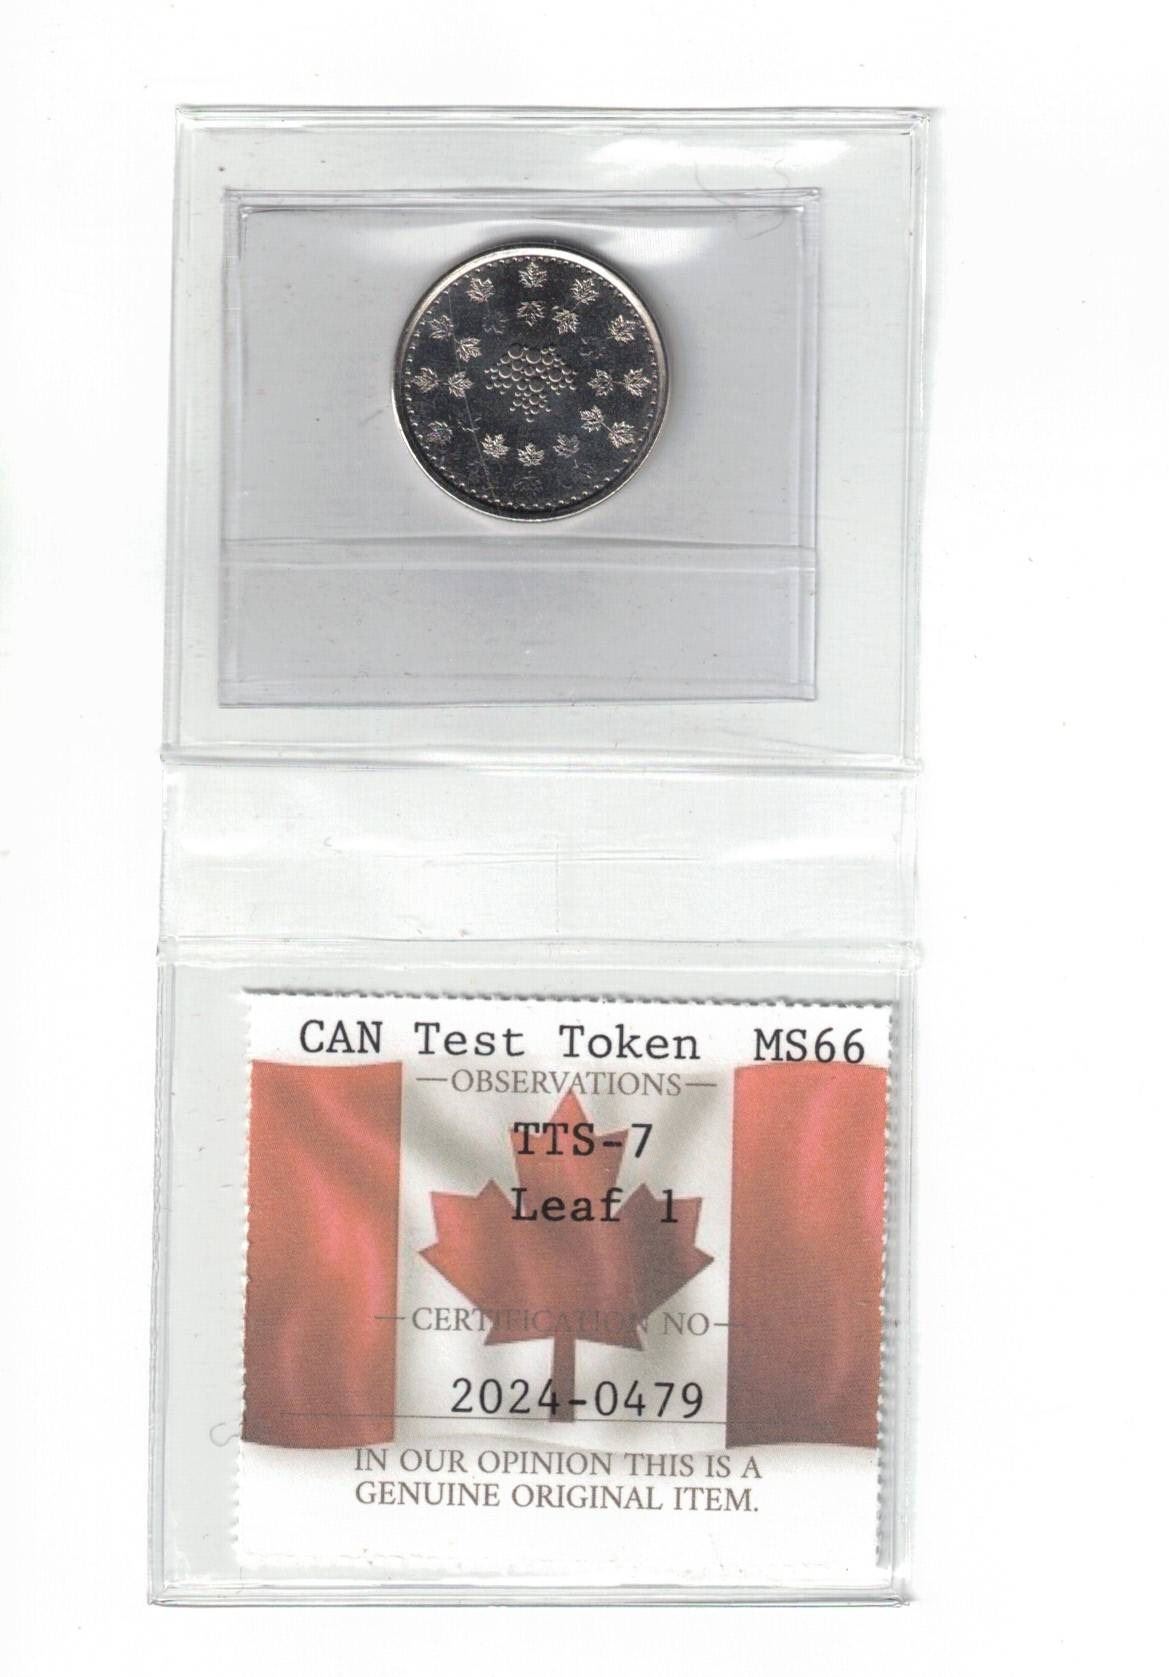 CAN Test Token MS66
—OBSERVATIONS—
TTS-7
Leaf 1
—CERTIFICATION NO—
2024-0479
IN OUR OPINION THIS IS A
GENUINE ORIGINAL ITEM.